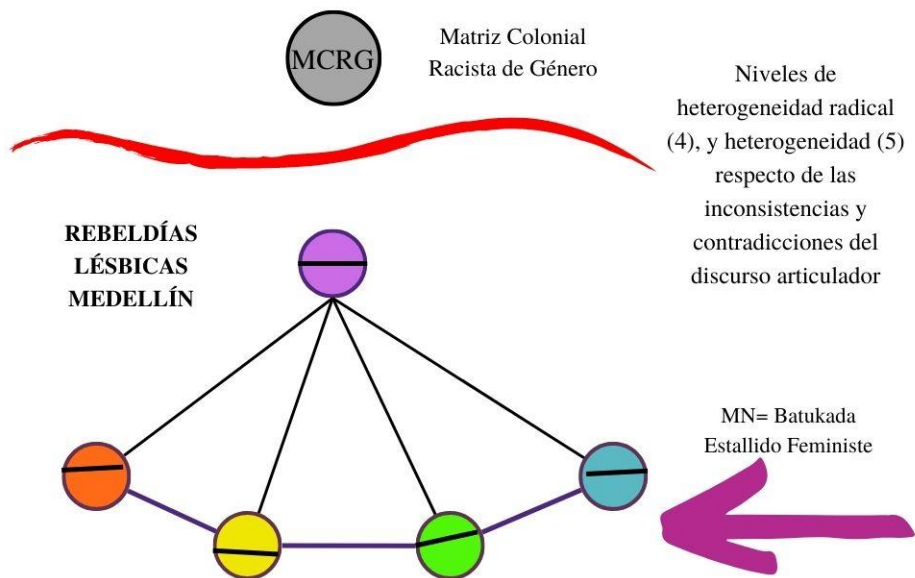 MCRG
Matriz Colonial
Racista de Género
Niveles de
heterogeneidad radical
(4), y heterogeneidad (5)
respecto de las
inconsistencias y
contradicciones del
discurso articulador
REBELDÍAS
LÉSBICAS
MEDELLÍN
MN= Batukada
Estallido Feministe